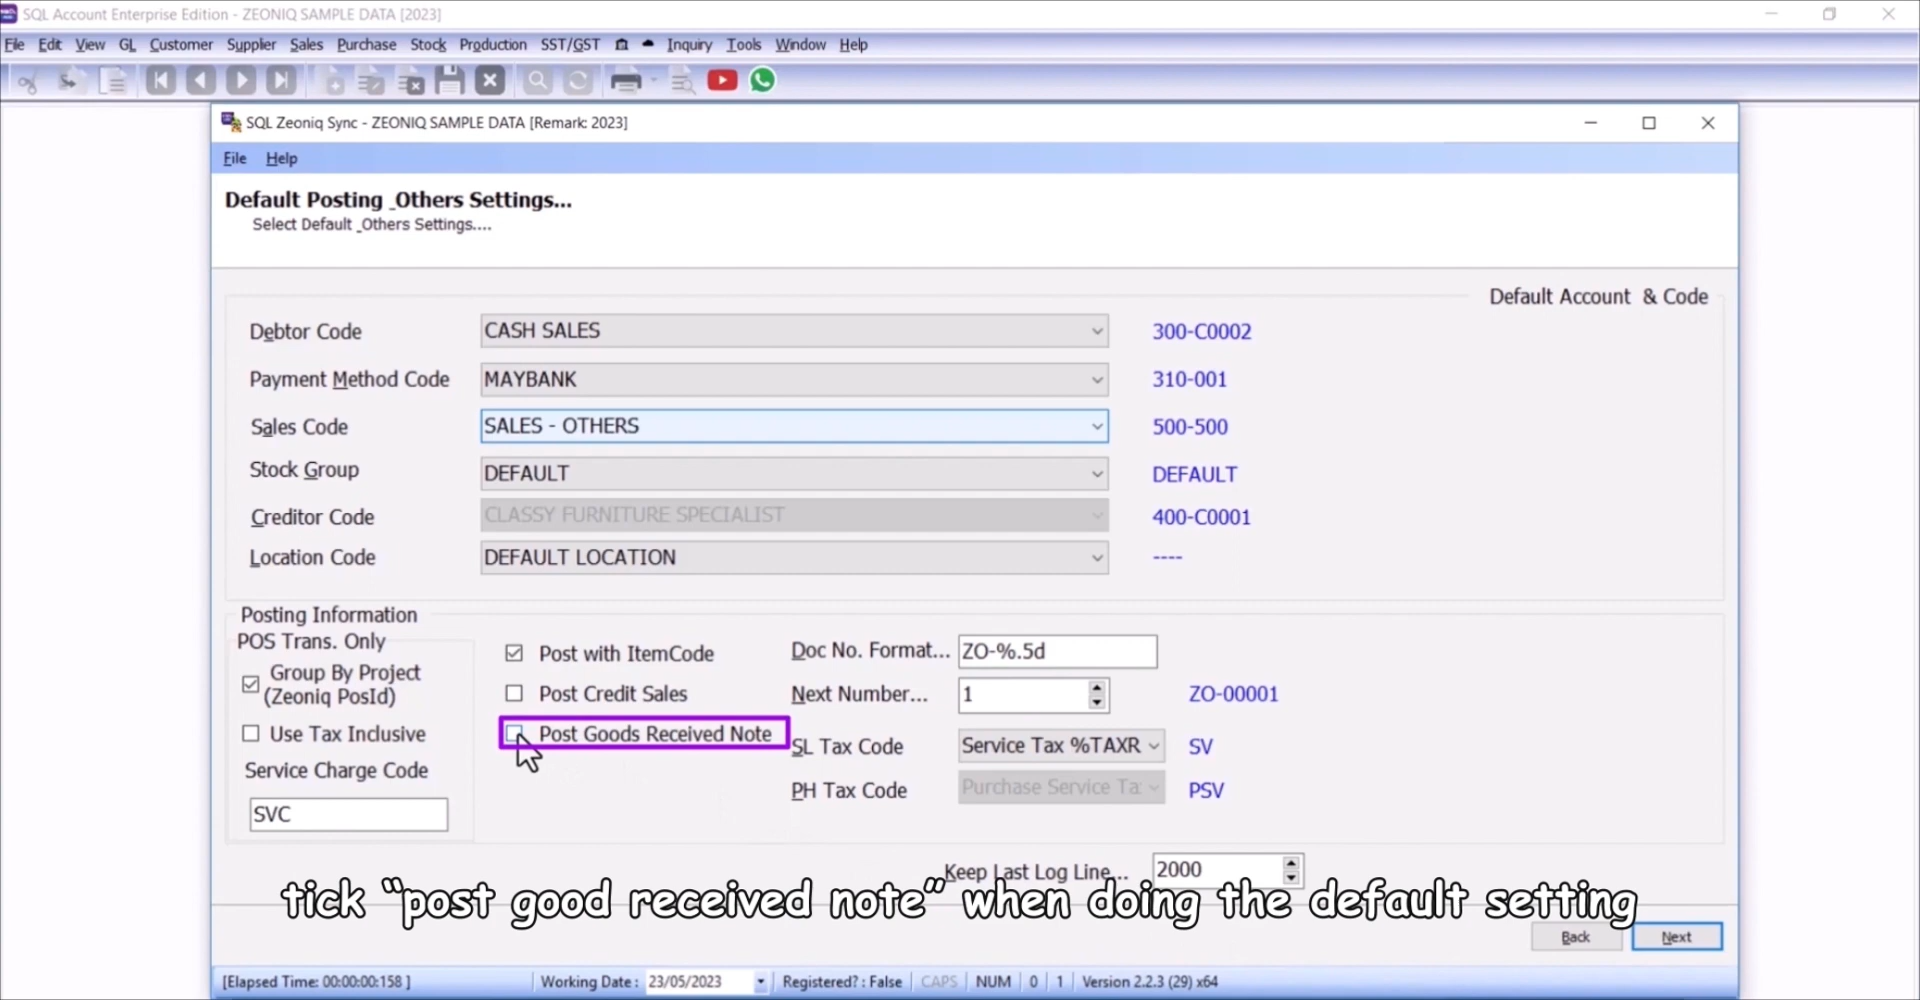 SQL Account Enterprise Edition - ZEONIQ SAMPLE DATA [2023]
File Edit View GL Customer Supplier Sales Purchase Stock Production SST/GST Inquiry Tools Window Help
SQL Zeoniq Sync - ZEONIQ SAMPLE DATA [Remark: 2023]
File Help
Default Posting _Others Settings...
Select Default _Others Settings....
Default Account & Code
Debtor Code CASH SALES 300-C0002
Payment Method Code MAYBANK 310-001
Sales Code SALES - OTHERS 500-500
Stock Group DEFAULT DEFAULT
Creditor Code CLASSY FURNITURE SPECIALIST 400-C0001
Location Code DEFAULT LOCATION ----
Posting Information
POS Trans. Only
Group By Project
(Zeoniq PosId)
Use Tax Inclusive
Service Charge Code
SVC
Post with ItemCode
Post Credit Sales
Post Goods Received Note
Doc No. Format... ZO-%.5d
Next Number... 1 ZO-00001
SL Tax Code Service Tax %TAXR SV
PH Tax Code Purchase Service Ta: PSV
Keep Last Log Line... 2000
tick “post good received note” when doing the default setting
Back Next
[Elapsed Time: 00:00:00:158 ] Working Date : 23/05/2023 Registered? : False CAPS NUM 0 1 Version 2.2.3 (29) x64